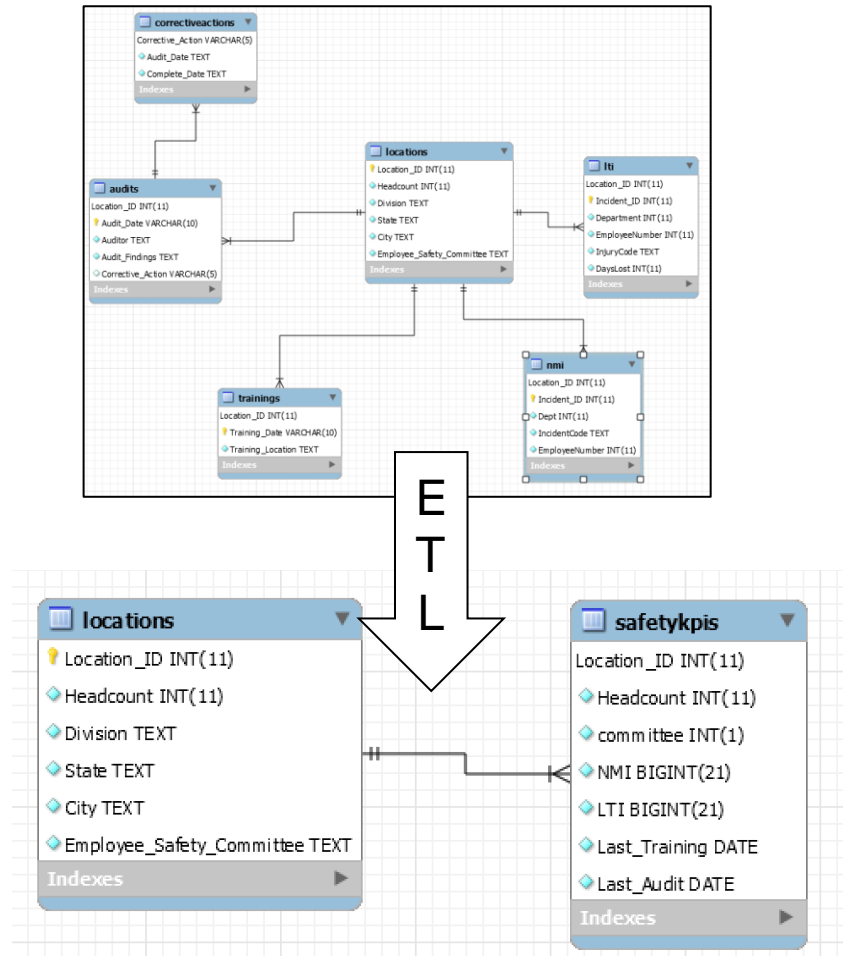 correctiveactions
Corrective_Action VARCHAR(5)
Audit_Date TEXT
Complete_Date TEXT
Indexes
audits
Location_ID INT(11)
Audit_Date VARCHAR(10)
Auditor TEXT
Audit_Findings TEXT
Corrective_Action VARCHAR(5)
Indexes
locations
Location_ID INT(11)
Headcount INT(11)
Division TEXT
State TEXT
City TEXT
Employee_Safety_Committee TEXT
Indexes
lti
Location_ID INT(11)
Incident_ID INT(11)
Department INT(11)
EmployeeNumber INT(11)
InjuryCode TEXT
DaysLost INT(11)
Indexes
trainings
Location_ID INT(11)
Training_Date VARCHAR(10)
Training_Location TEXT
Indexes
nmi
Location_ID INT(11)
Incident_ID INT(11)
Dept INT(11)
IncidentCode TEXT
EmployeeNumber INT(11)
Indexes
E
T
L
locations
Location_ID INT(11)
Headcount INT(11)
Division TEXT
State TEXT
City TEXT
Employee_Safety_Committee TEXT
Indexes
safetykpis
Location_ID INT(11)
Headcount INT(11)
committee INT(1)
NMI BIGINT(21)
LTI BIGINT(21)
Last_Training DATE
Last_Audit DATE
Indexes